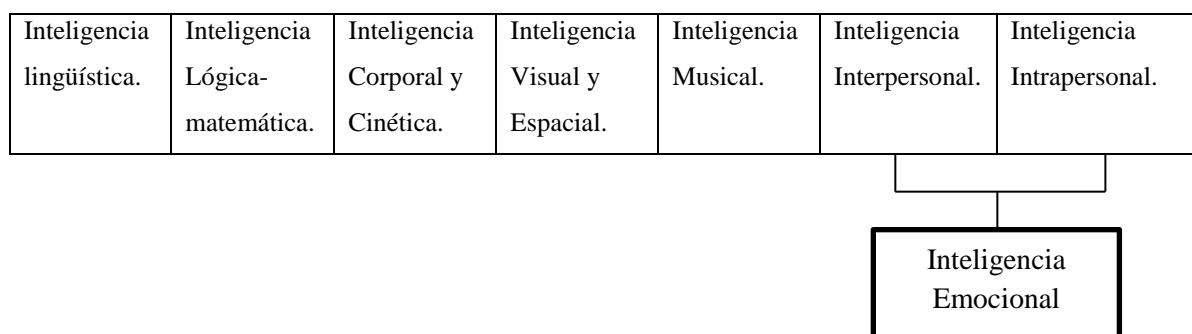 Inteligencia
lingüística.
Inteligencia
Lógica-
matemática.
Inteligencia
Corporal y
Cinética.
Inteligencia
Visual y
Espacial.
Inteligencia
Musical.
Inteligencia
Interpersonal.
Inteligencia
Intrapersonal.
Inteligencia
Emocional